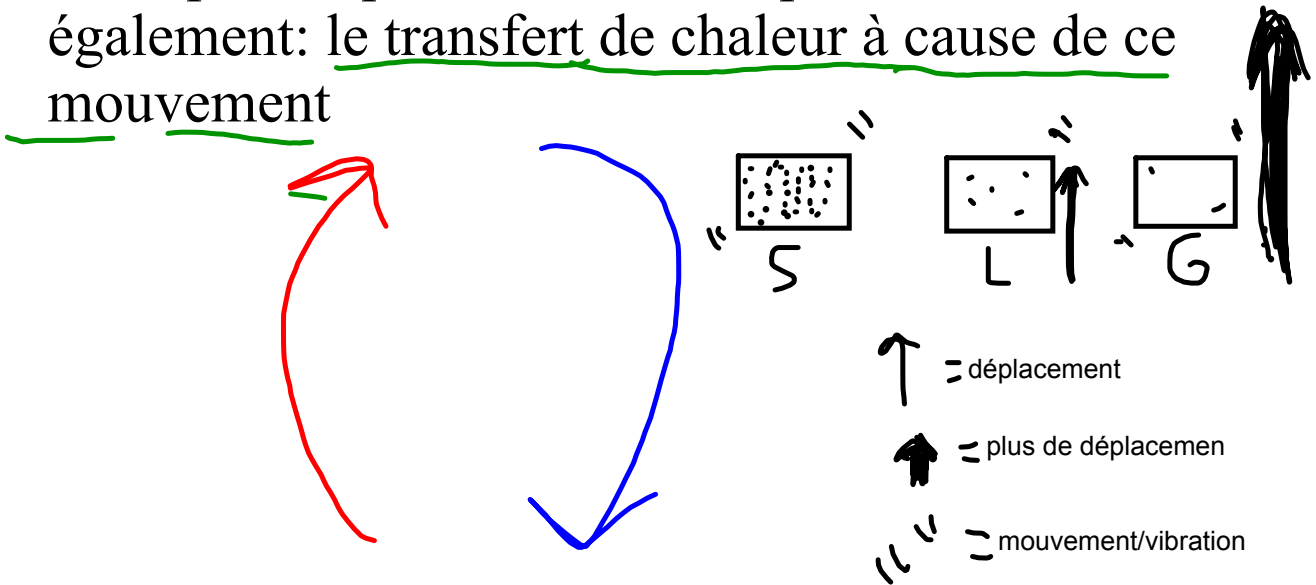 également: le transfert de chaleur à cause de ce
mouvement
S L G
= déplacement
= plus de déplacemen
= mouvement/vibration